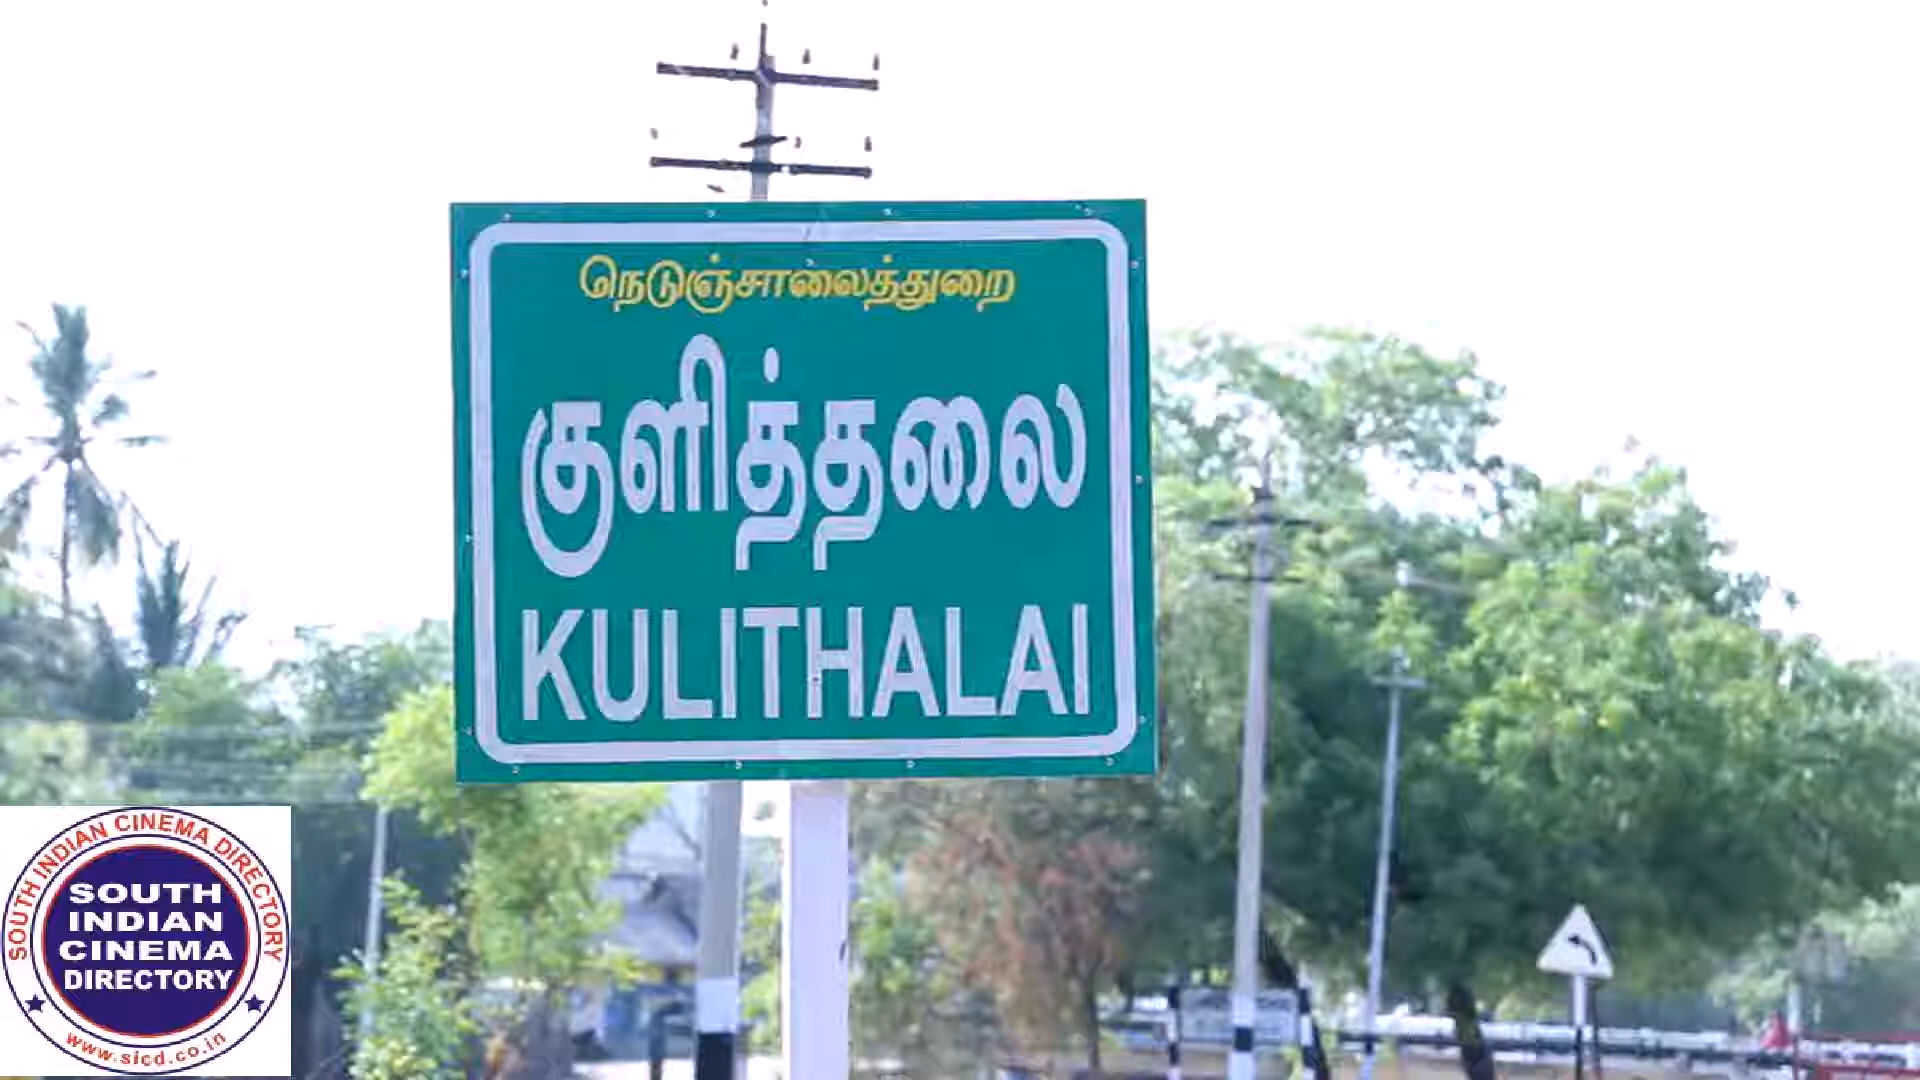 நெடுஞ்சாலைத்துறை
குளித்தலை
KULITHALAI
SOUTH INDIAN CINEMA DIRECTORY
SOUTH
INDIAN
CINEMA
DIRECTORY
www.sicd.co.in